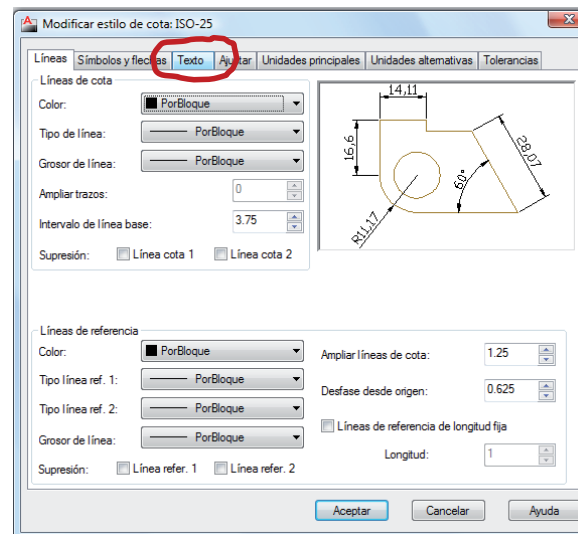 Modificar estilo de cota: ISO-25
Líneas Símbolos y flechas Texto Ajustar Unidades principales Unidades alternativas Tolerancias
Líneas de cota
Color: PorBloque
Tipo de línea: PorBloque
Grosor de línea: PorBloque
Ampliar trazos: 0
Intervalo de línea base: 3.75
Supresión: Línea cota 1 Línea cota 2
14,11
16,6
28,07
60°
R11,17
Líneas de referencia
Color: PorBloque
Tipo línea ref. 1: PorBloque
Tipo línea ref. 2: PorBloque
Grosor de línea: PorBloque
Supresión: Línea refer. 1 Línea refer. 2
Ampliar líneas de cota: 1.25
Desfase desde origen: 0.625
Líneas de referencia de longitud fija
Longitud: 1
Aceptar Cancelar Ayuda